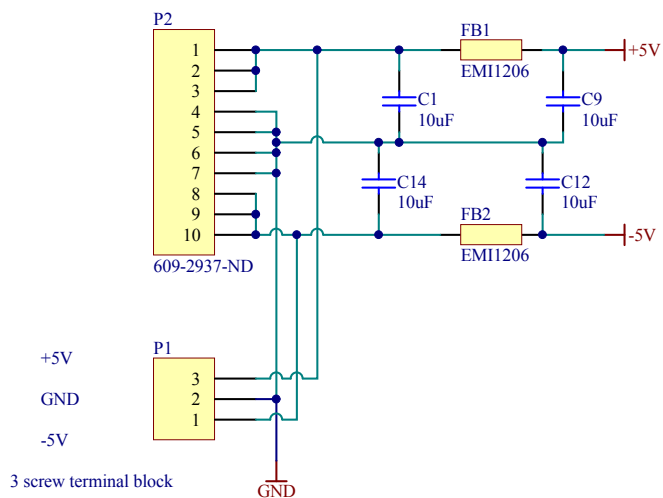 P2
FB1
1
+5V
2
EMI1206
3
C1
C9
4
10uF
10uF
5
6
7
C14
C12
8
10uF
10uF
9
FB2
10
-5V
609-2937-ND
EMI1206
P1
+5V
3
GND
2
1
-5V
3 screw terminal block
GND